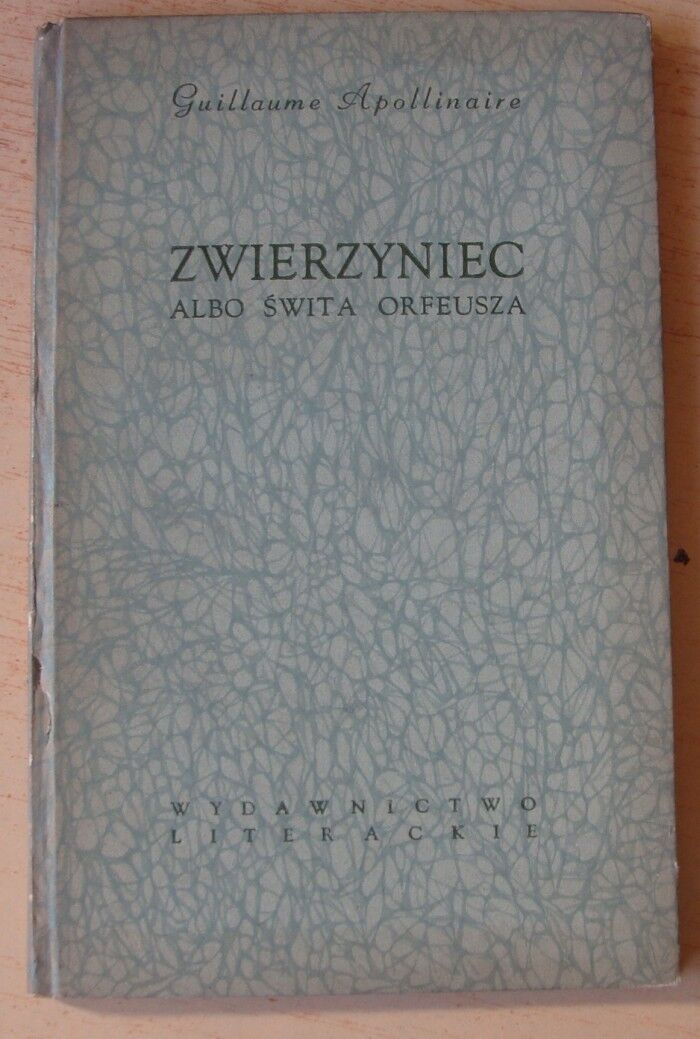 Guillaume Apollinaire
ZWIERZYNIEC
ALBO ŚWITA ORFEUSZA
WYDAWNICTWO
LITERACKIE